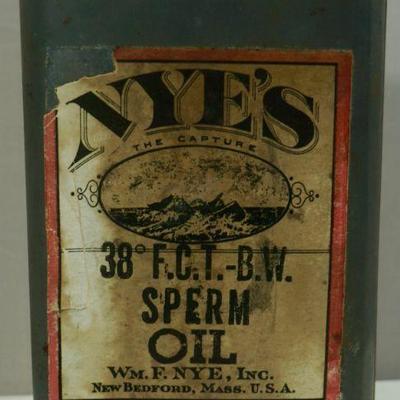 NYE'S
THE CAPTURE
38° F.C.T.-B.W.
SPERM
OIL
WM. F. NYE, INC.
NEW BEDFORD, MASS. U.S.A.